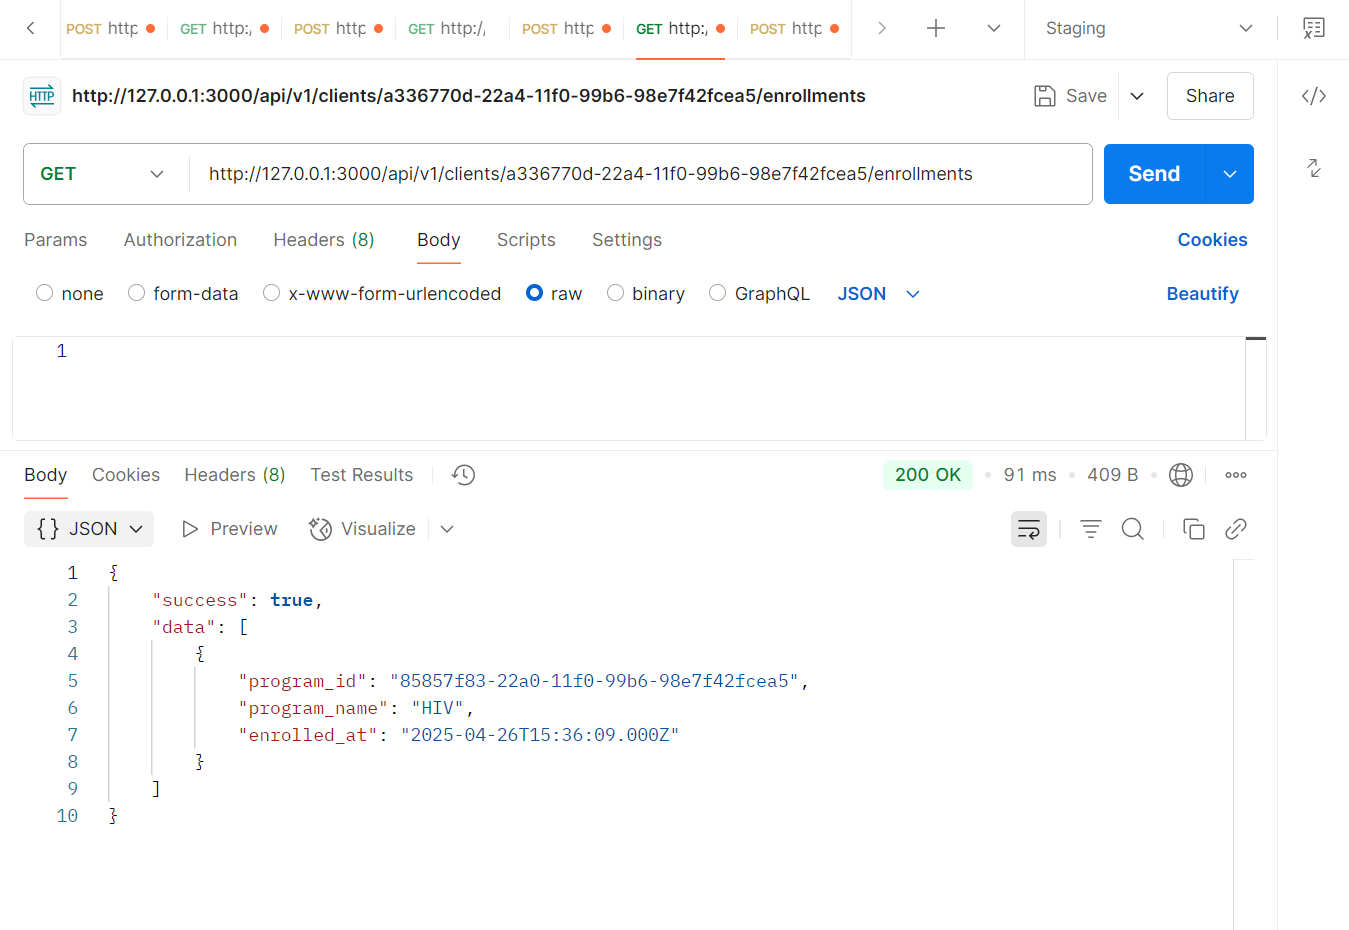 POST http GET http:/ POST http GET http:// POST http GET http:/ POST http Staging
HTTP http://127.0.0.1:3000/api/v1/clients/a336770d-22a4-11f0-99b6-98e7f42fcea5/enrollments Save Share
GET http://127.0.0.1:3000/api/v1/clients/a336770d-22a4-11f0-99b6-98e7f42fcea5/enrollments Send
Params Authorization Headers (8) Body Scripts Settings Cookies
none form-data x-www-form-urlencoded raw binary GraphQL JSON Beautify
1
Body Cookies Headers (8) Test Results 200 OK 91 ms 409 B
{} JSON Preview Visualize
1 {
2 "success": true,
3 "data": [
4 {
5 "program_id": "85857f83-22a0-11f0-99b6-98e7f42fcea5",
6 "program_name": "HIV",
7 "enrolled_at": "2025-04-26T15:36:09.000Z"
8 }
9 ]
10 }